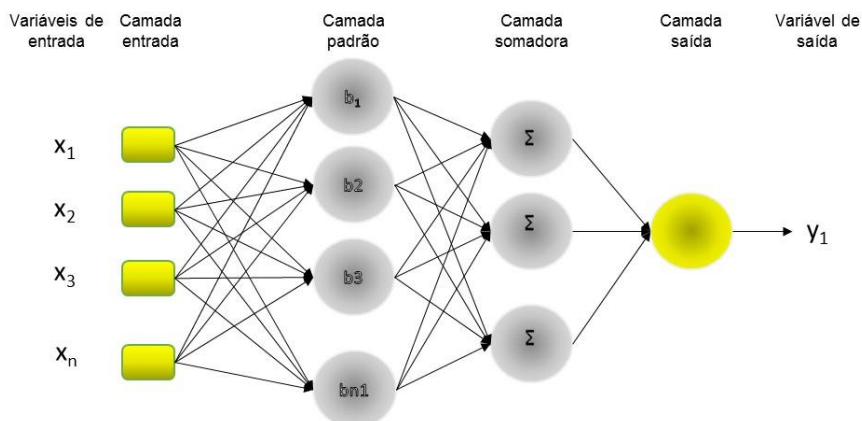 Variáveis de
entrada
Camada
entrada
Camada
padrão
Camada
somadora
Camada
saída
Variável de
saída
x₁
x₂
x₃
xₙ
b₁
b2
b3
bn1
Σ
Σ
Σ
y₁